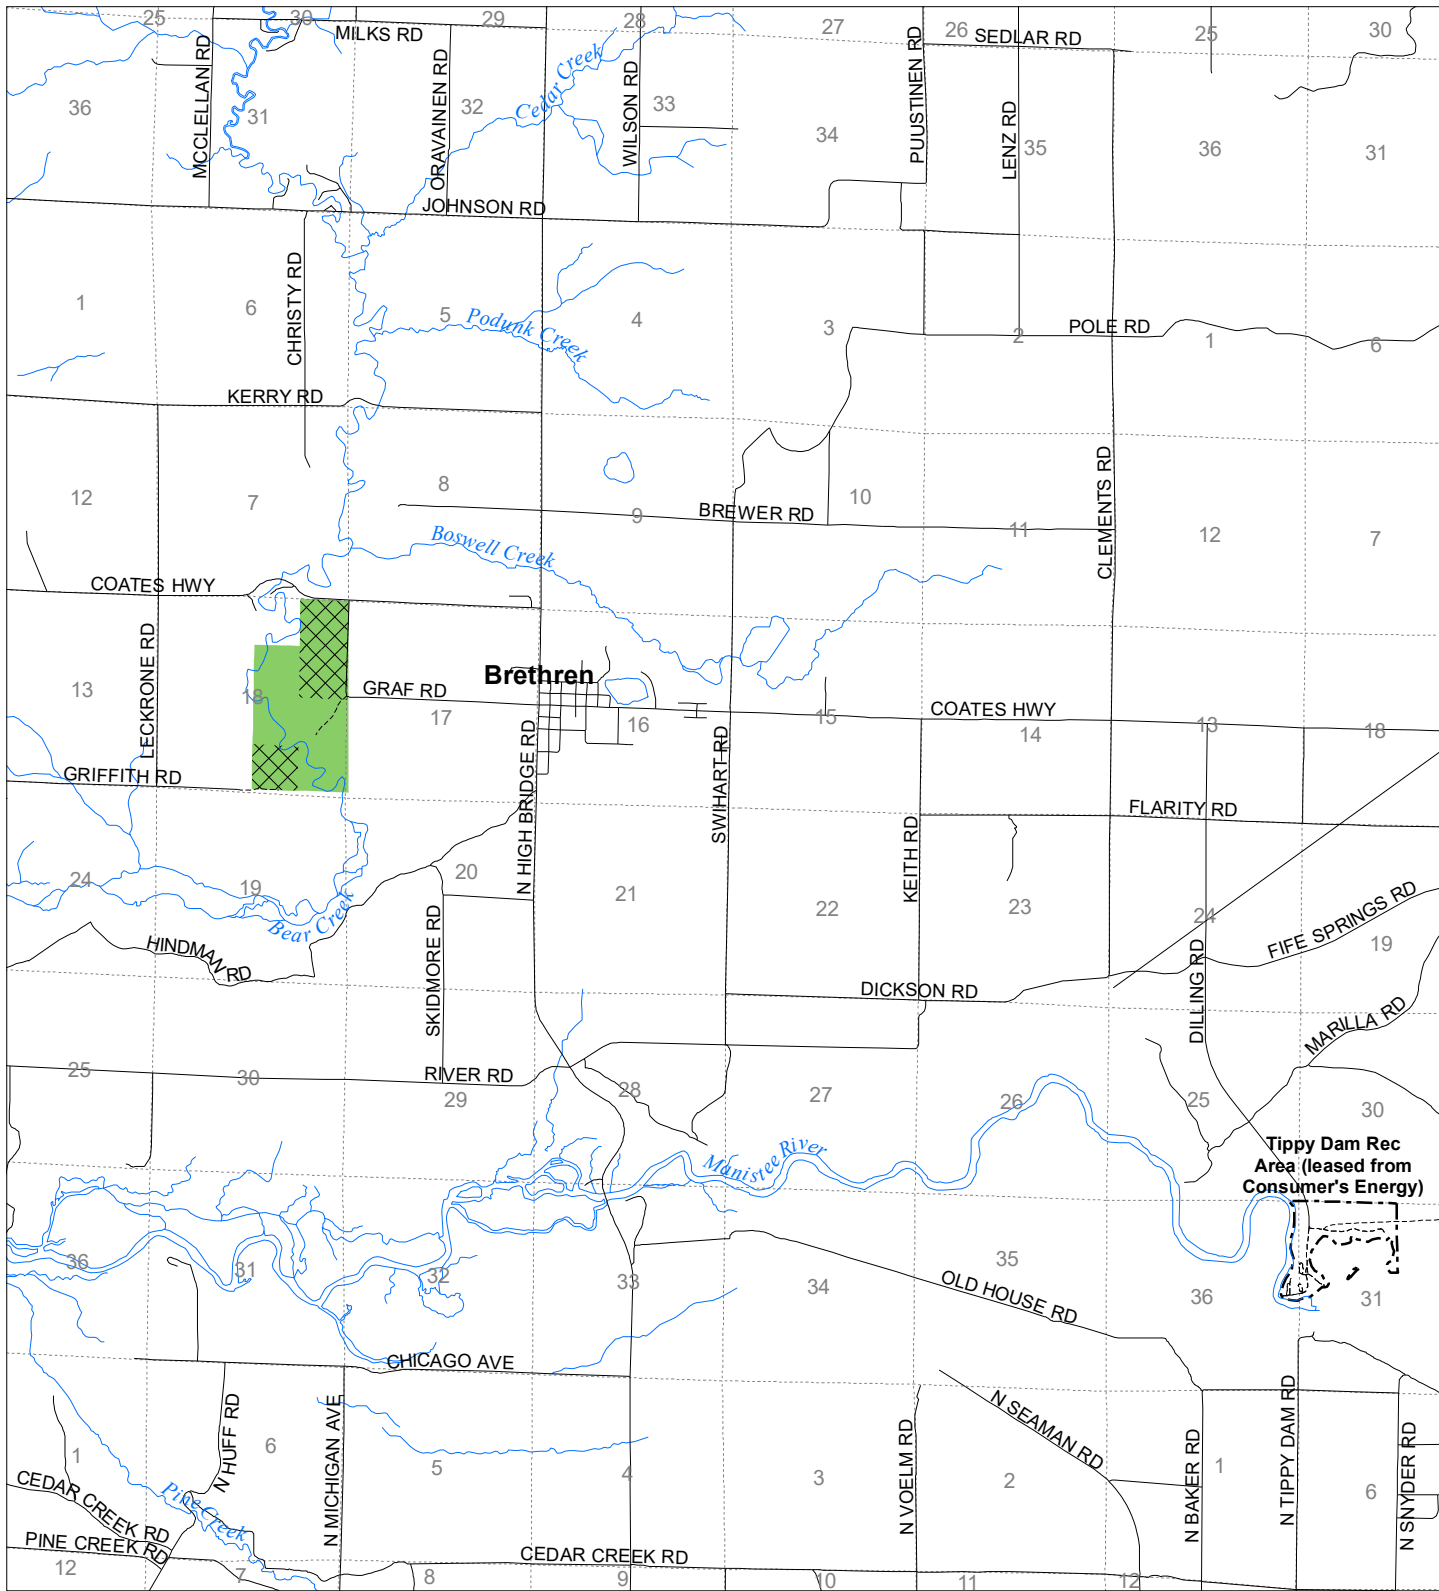 25
30
29
28
27
26
25
30
MILKS RD
SEDLAR RD
MCCLELLAN RD
ORAVAINEN RD
Cedar Creek
WILSON RD
PUUSTINEN RD
LENZ RD
36
31
32
33
34
35
36
31
JOHNSON RD
CHRISTY RD
1
6
5
Podunk Creek
4
3
2
POLE RD
1
6
KERRY RD
CLEMENTS RD
12
7
8
9
BREWER RD
10
11
12
7
Boswell Creek
COATES HWY
LECKRONE RD
Brethren
13
18
GRAF RD
17
16
15
COATES HWY
14
13
18
N HIGH BRIDGE RD
SWIHART RD
GRIFFITH RD
FLARITY RD
KEITH RD
24
19
20
21
22
23
24
19
Bear Creek
HINDMAN RD
SKIDMORE RD
FIFE SPRINGS RD
DICKSON RD
DILLING RD
MARILLA RD
25
30
RIVER RD
29
28
27
26
25
30
Manistee River
Tippy Dam Rec
Area (leased from
Consumer's Energy)
36
31
32
33
34
35
36
31
OLD HOUSE RD
CHICAGO AVE
N HUFF RD
N MICHIGAN AVE
N VOELM RD
N SEAMAN RD
N BAKER RD
N TIPPY DAM RD
N SNYDER RD
1
6
5
4
3
2
1
6
CEDAR CREEK RD
Pine Creek
PINE CREEK RD
CEDAR CREEK RD
12
7
8
9
10
11
12